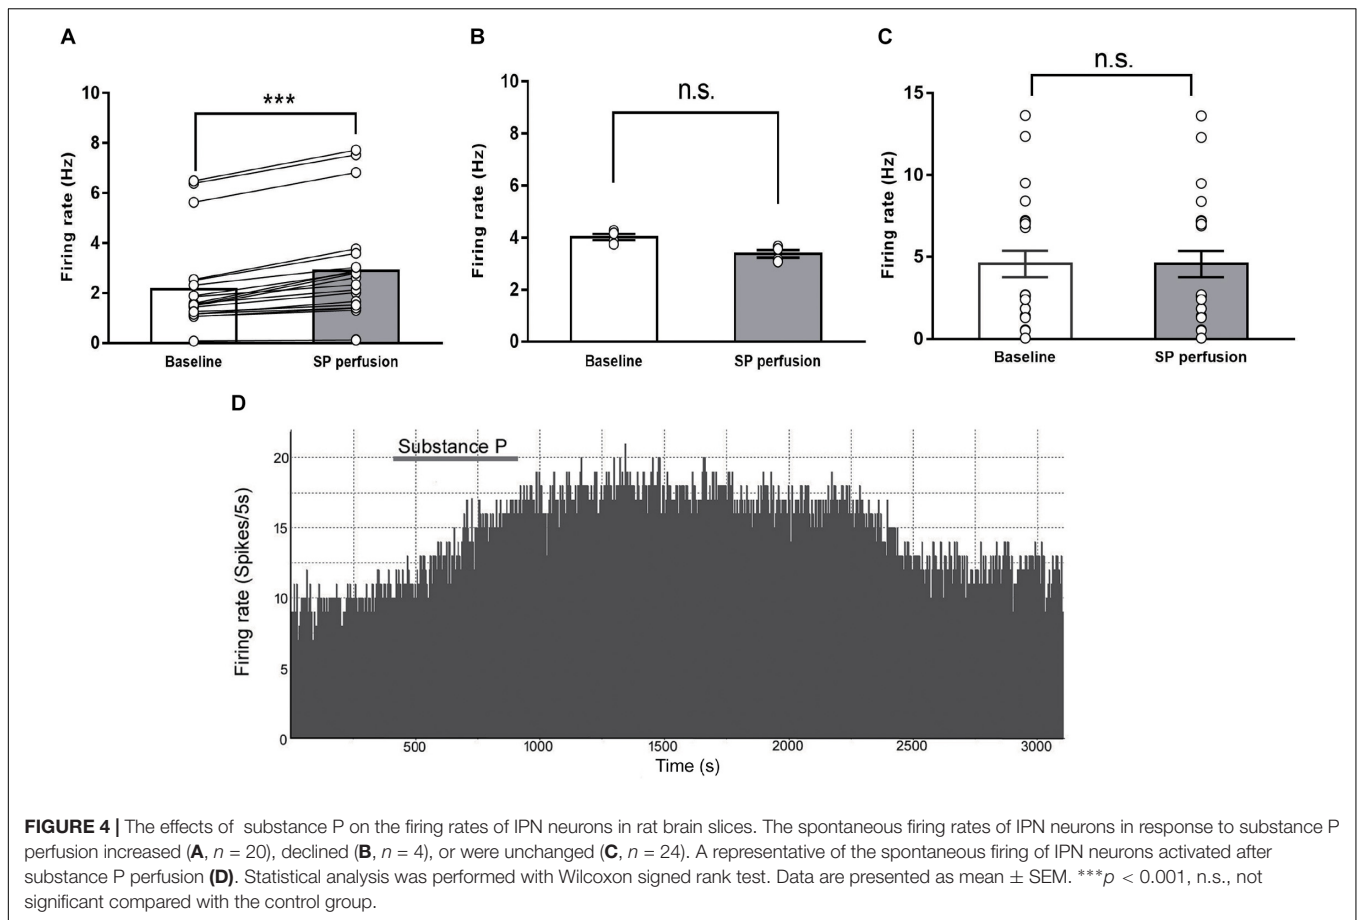 A
B
C
10
8
6
4
2
0
Firing rate (Hz)
***
Baseline
SP perfusion
10
8
6
4
2
0
Firing rate (Hz)
n.s.
Baseline
SP perfusion
15
10
5
0
Firing rate (Hz)
n.s.
Baseline
SP perfusion
D
Substance P
20
15
10
5
0
Firing rate (Spikes/5s)
500
1000
1500
2000
2500
3000
Time (s)
FIGURE 4 | The effects of substance P on the firing rates of IPN neurons in rat brain slices. The spontaneous firing rates of IPN neurons in response to substance P
perfusion increased (A, n = 20), declined (B, n = 4), or were unchanged (C, n = 24). A representative of the spontaneous firing of IPN neurons activated after
substance P perfusion (D). Statistical analysis was performed with Wilcoxon signed rank test. Data are presented as mean ± SEM. ***p < 0.001, n.s., not
significant compared with the control group.